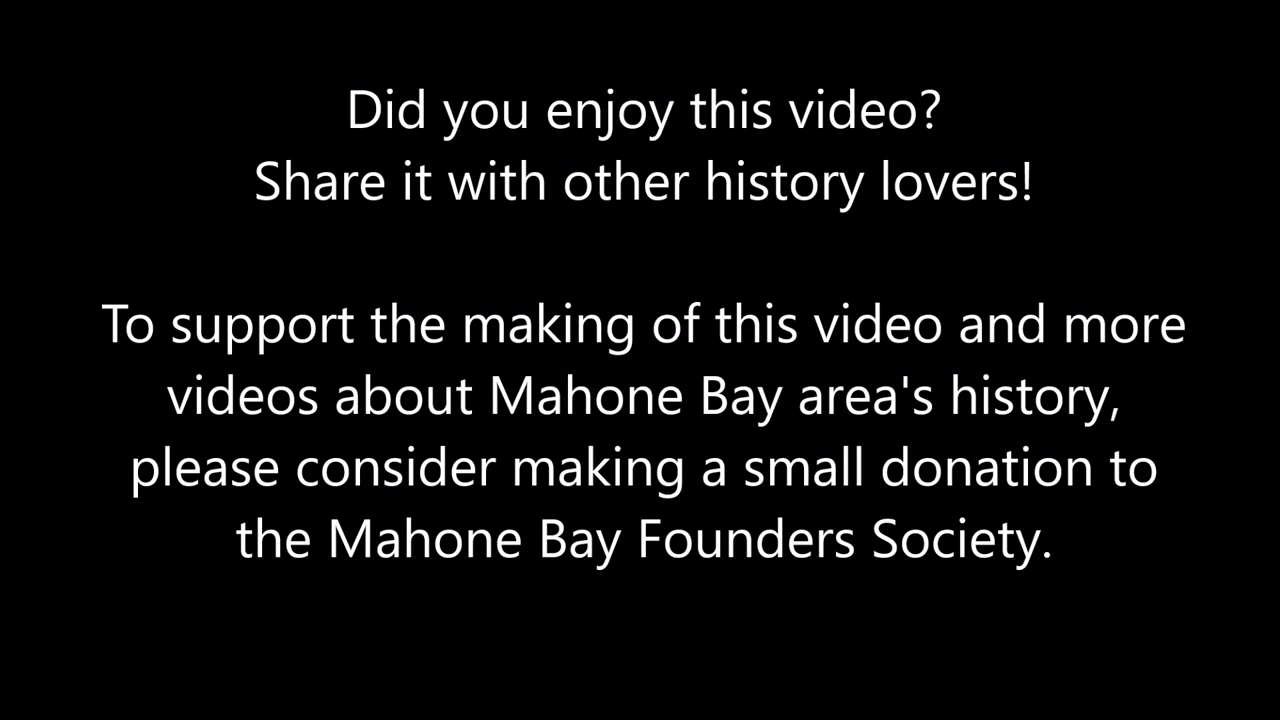 Did you enjoy this video?
Share it with other history lovers!
To support the making of this video and more
videos about Mahone Bay area's history,
please consider making a small donation to
the Mahone Bay Founders Society.